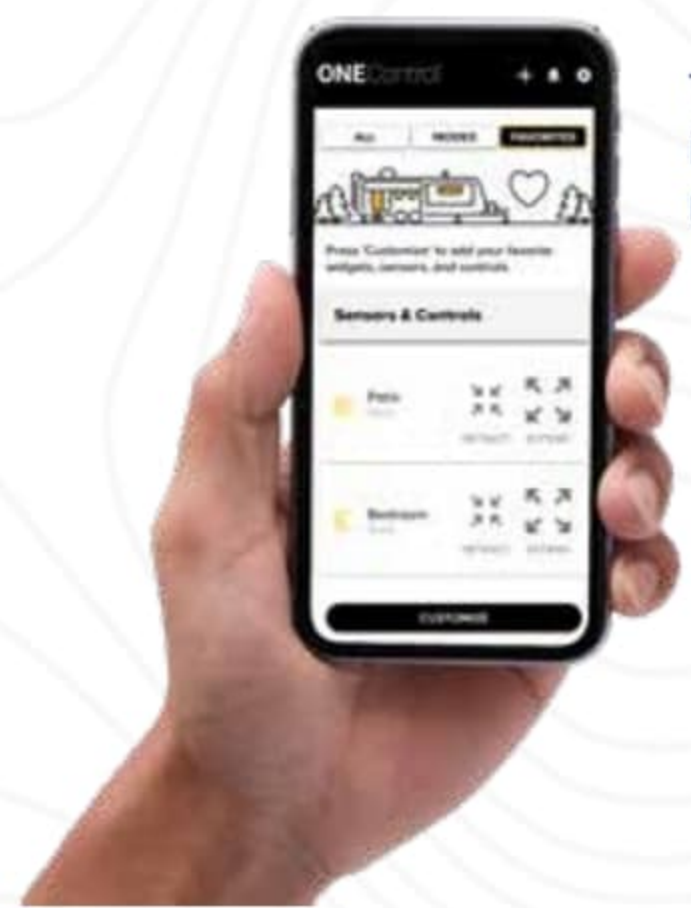 ONEControl
ALL MODES FAVORITES
Press 'Customize' to add your favorite
widgets, sensors, and controls.
Sensors & Controls
Patio
RETRACT EXTEND
Bedroom
RETRACT EXTEND
CUSTOMIZE